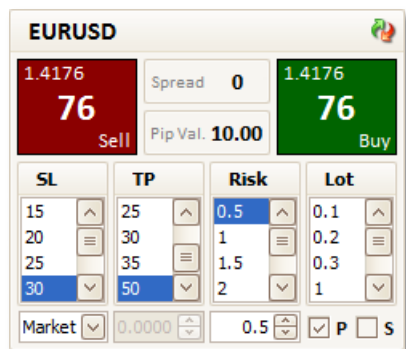 EURUSD
1.4176
76
Sell
Spread 0
Pip Val. 10.00
1.4176
76
Buy
SL TP Risk Lot
15 25 0.5 0.1
20 30 1 0.2
25 35 1.5 0.3
30 50 2 1
Market 0.0000 0.5 P S